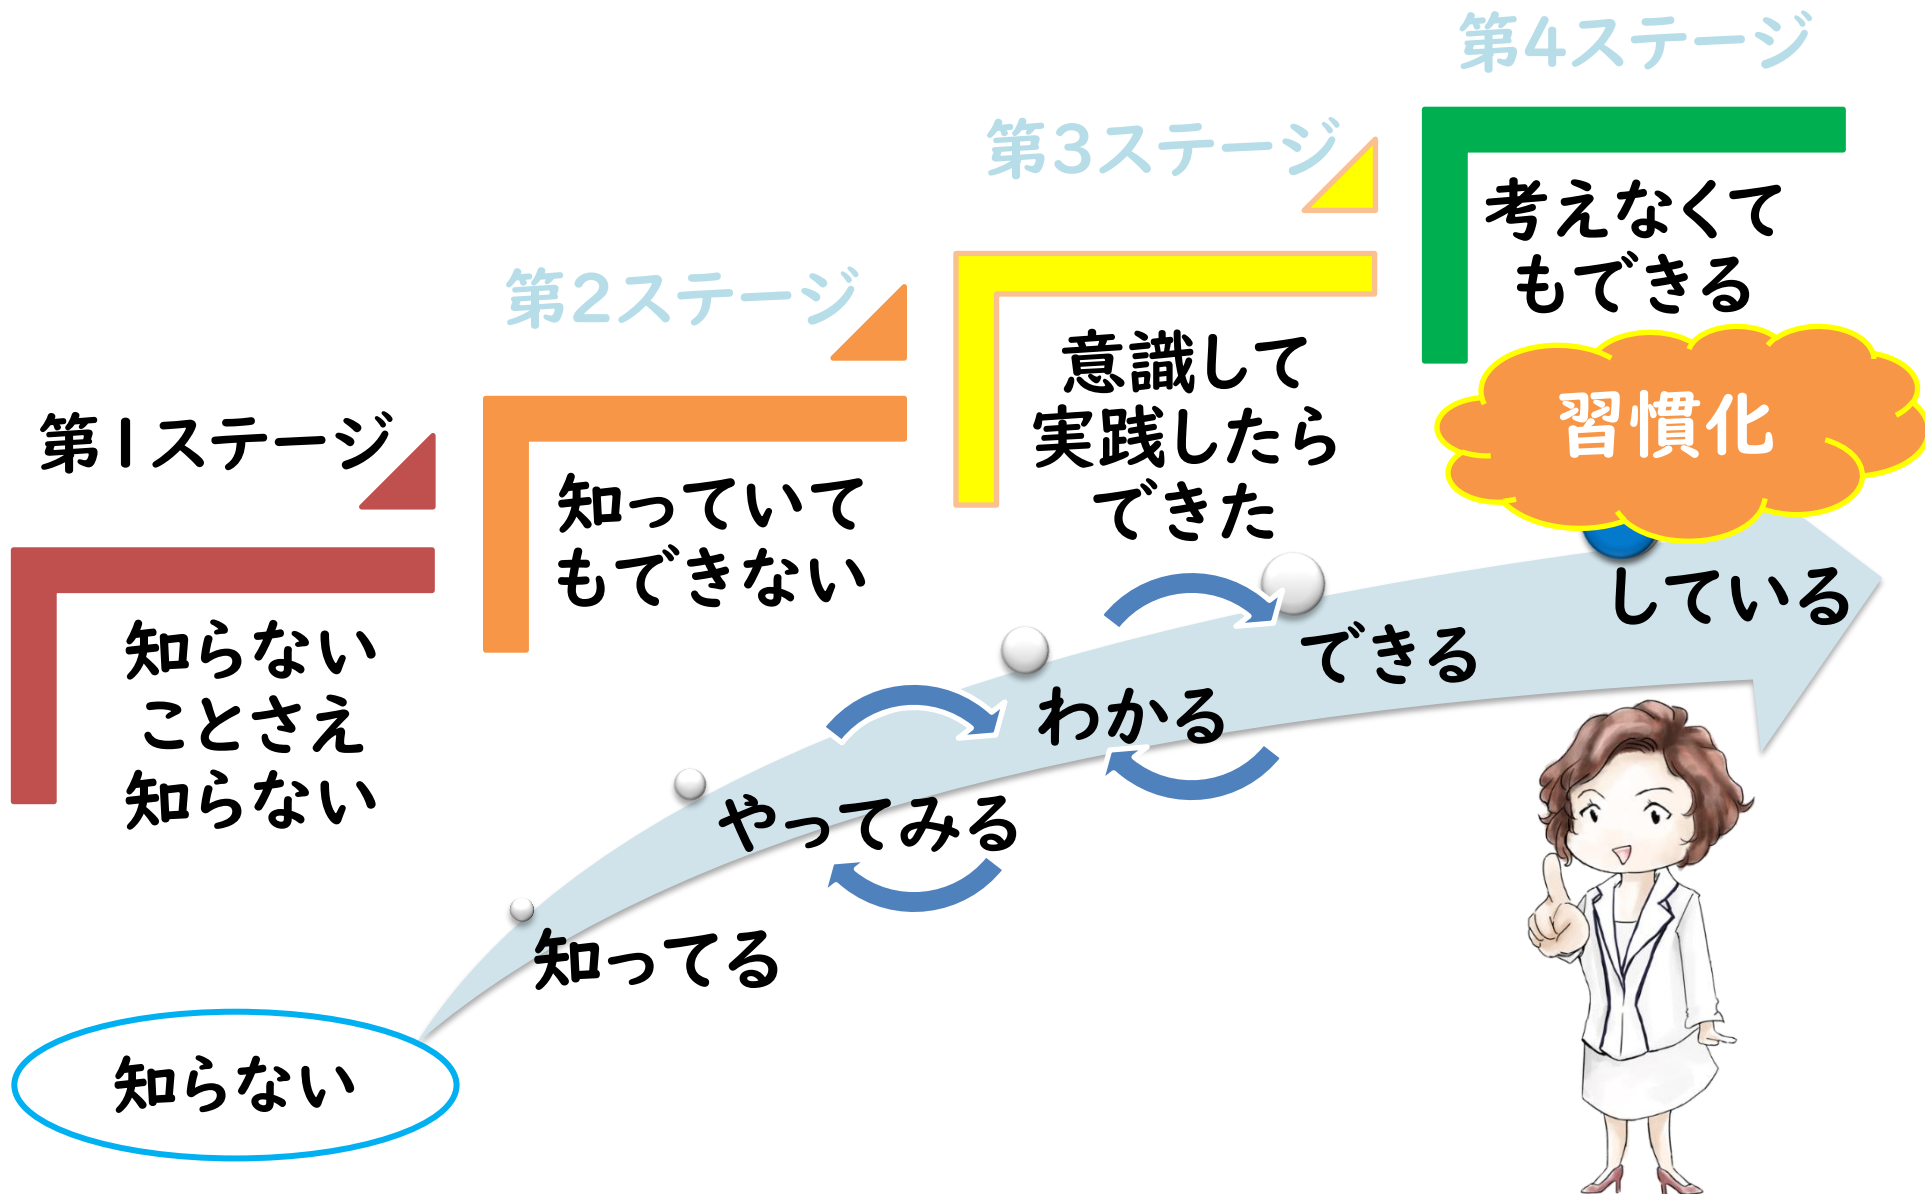 第1ステージ
知らない
ことさえ
知らない
第2ステージ
知っていて
もできない
第3ステージ
意識して
実践したら
できた
第4ステージ
考えなくて
もできる
習慣化
知らない
知ってる
やってみる
わかる
できる
している